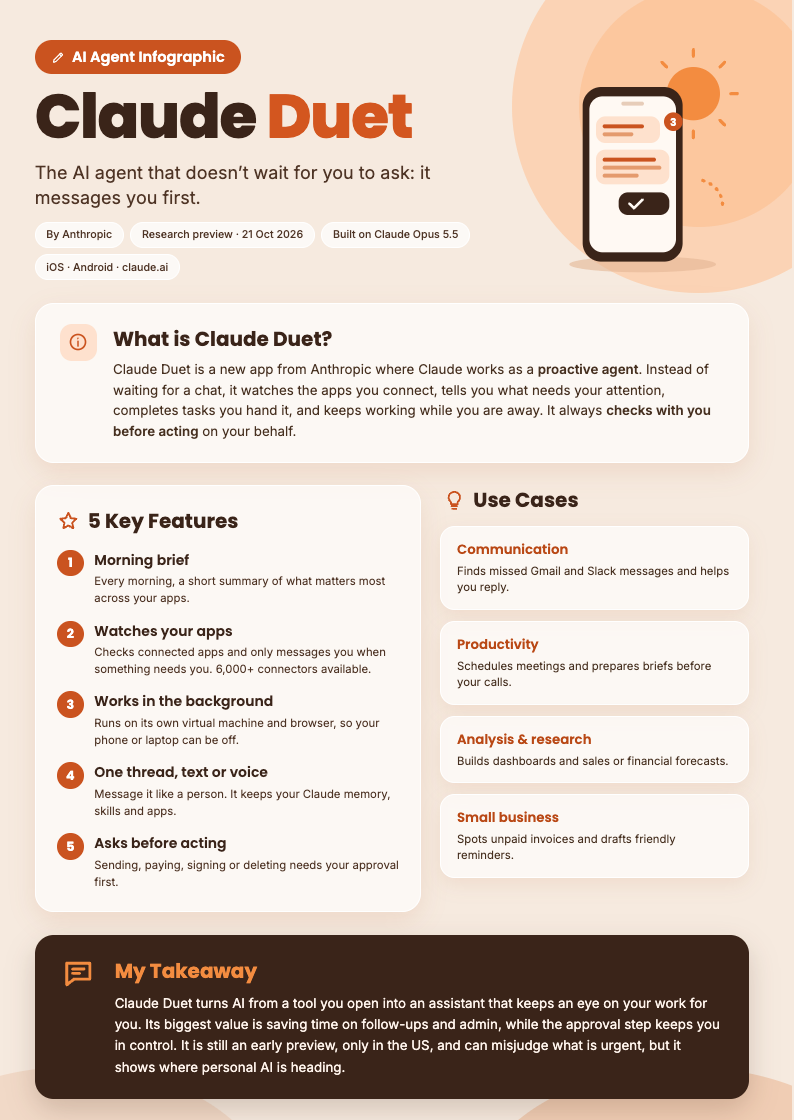 AI Agent Infographic
Claude Duet
The AI agent that doesn’t wait for you to ask: it
messages you first.
By Anthropic
Research preview · 21 Oct 2026
Built on Claude Opus 5.5
iOS · Android · claude.ai
3
What is Claude Duet?
Claude Duet is a new app from Anthropic where Claude works as a proactive agent. Instead of
waiting for a chat, it watches the apps you connect, tells you what needs your attention,
completes tasks you hand it, and keeps working while you are away. It always checks with you
before acting on your behalf.
5 Key Features
1
Morning brief
Every morning, a short summary of what matters most
across your apps.
2
Watches your apps
Checks connected apps and only messages you when
something needs you. 6,000+ connectors available.
3
Works in the background
Runs on its own virtual machine and browser, so your
phone or laptop can be off.
4
One thread, text or voice
Message it like a person. It keeps your Claude memory,
skills and apps.
5
Asks before acting
Sending, paying, signing or deleting needs your approval
first.
Use Cases
Communication
Finds missed Gmail and Slack messages and helps
you reply.
Productivity
Schedules meetings and prepares briefs before
your calls.
Analysis & research
Builds dashboards and sales or financial forecasts.
Small business
Spots unpaid invoices and drafts friendly
reminders.
My Takeaway
Claude Duet turns AI from a tool you open into an assistant that keeps an eye on your work for
you. Its biggest value is saving time on follow-ups and admin, while the approval step keeps you
in control. It is still an early preview, only in the US, and can misjudge what is urgent, but it
shows where personal AI is heading.